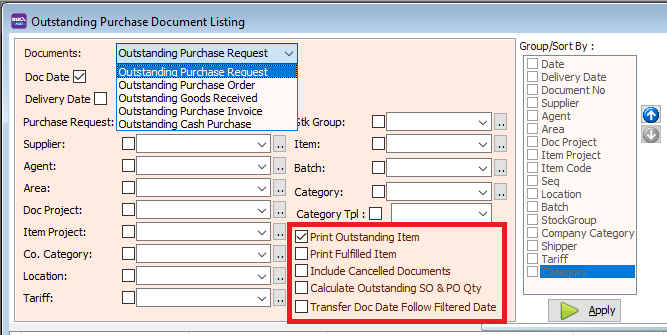 Outstanding Purchase Document Listing
Documents:
Outstanding Purchase Request
Outstanding Purchase Request
Outstanding Purchase Order
Outstanding Goods Received
Outstanding Purchase Invoice
Outstanding Cash Purchase
Doc Date
Delivery Date
Purchase Request:
Supplier:
Agent:
Area:
Doc Project:
Item Project:
Co. Category:
Location:
Tariff:
Stk Group:
Item:
Batch:
Category:
Category Tpl :
Print Outstanding Item
Print Fulfilled Item
Include Cancelled Documents
Calculate Outstanding SO & PO Qty
Transfer Doc Date Follow Filtered Date
Group/Sort By :
Date
Delivery Date
Document No
Supplier
Agent
Area
Doc Project
Item Project
Item Code
Seq
Location
Batch
StockGroup
Company Category
Shipper
Tariff
Category
Apply